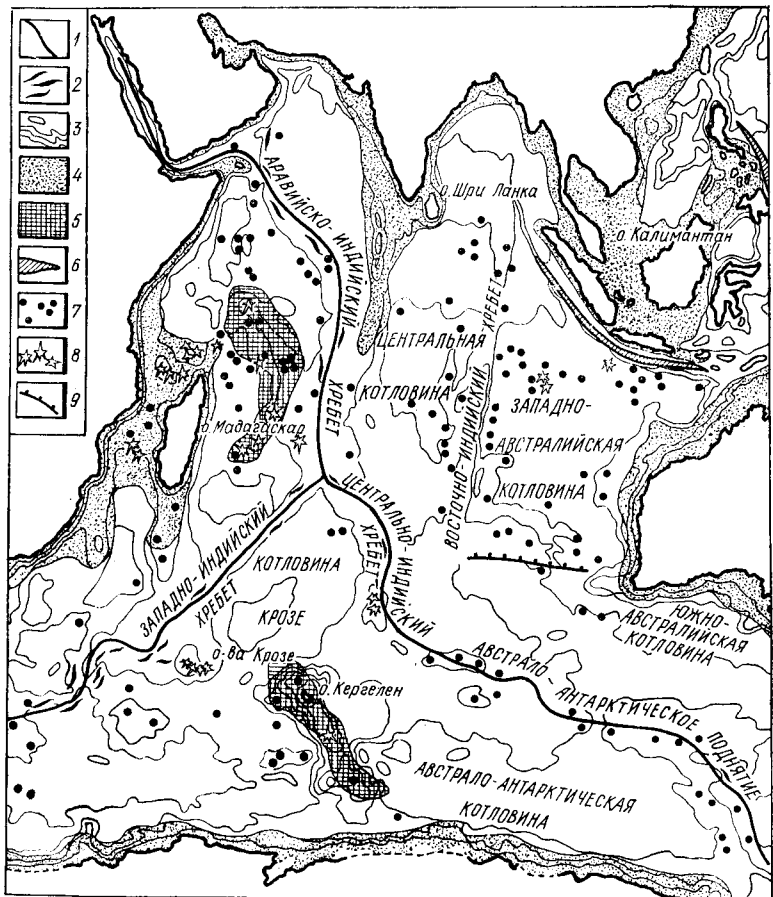 1
2
3
4
5
6
7
8
9
АРАВИЙСКО-ИНДИЙСКИЙ
ХРЕБЕТ
о. Шри Ланка
о. Калимантан
ЦЕНТРАЛЬНАЯ
КОТЛОВИНА
ВОСТОЧНО-ИНДИЙСКИЙ ХРЕБЕТ
ЗАПАДНО-
АВСТРАЛИЙСКАЯ
КОТЛОВИНА
о. Мадагаскар
ЗАПАДНО-ИНДИЙСКИЙ
ХРЕБЕТ
ЦЕНТРАЛЬНО-ИНДИЙСКИЙ
ХРЕБЕТ
КОТЛОВИНА
КРОЗЕ
о-ва Крозе
о. Кергелен
ЮЖНО-
АВСТРАЛИЙСКАЯ
КОТЛОВИНА
АВСТРАЛО-АНТАРКТИЧЕСКОЕ
ПОДНЯТИЕ
АВСТРАЛО-АНТАРКТИЧЕСКАЯ
КОТЛОВИНА